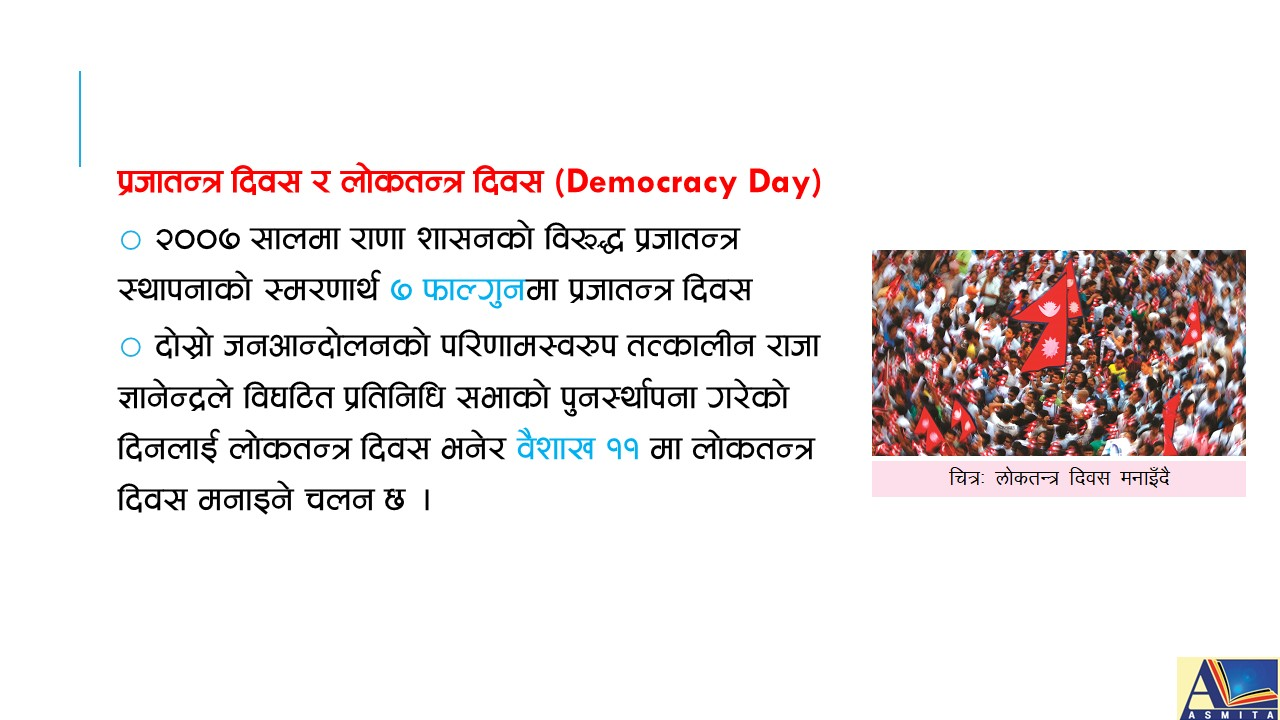 प्रजातन्त्र दिवस र लोकतन्त्र दिवस (Democracy Day)
○ २००७ सालमा राणा शासनको विरुद्ध प्रजातन्त्र
स्थापनाको स्मरणार्थ ७ फाल्गुनमा प्रजातन्त्र दिवस
○ दोस्रो जनआन्दोलनको परिणामस्वरुप तत्कालीन राजा
ज्ञानेन्द्रले विघटित प्रतिनिधि सभाको पुनर्स्थापना गरेको
दिनलाई लोकतन्त्र दिवस भनेर वैशाख ११ मा लोकतन्त्र
दिवस मनाइने चलन छ ।
चित्रः लोकतन्त्र दिवस मनाइँदै
ASMITA